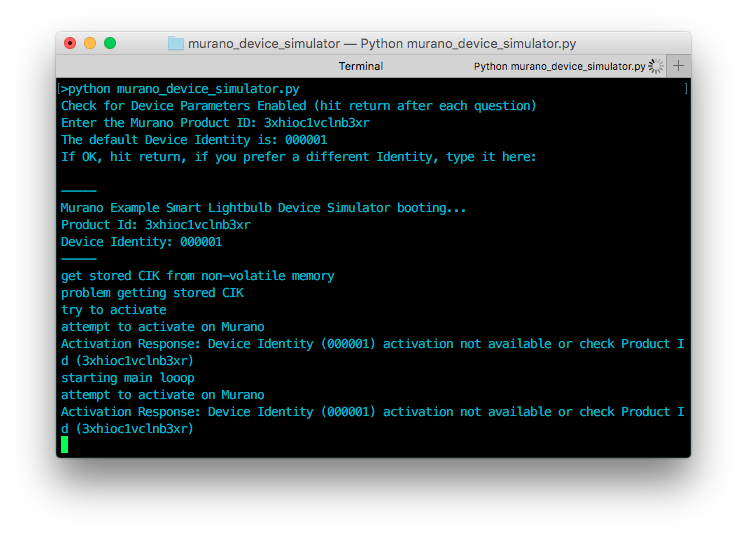 murano_device_simulator — Python murano_device_simulator.py
Terminal
Python murano_device_simulator.py
+
[>python murano_device_simulator.py ]
Check for Device Parameters Enabled (hit return after each question)
Enter the Murano Product ID: 3xhioc1vclnb3xr
The default Device Identity is: 000001
If OK, hit return, if you prefer a different Identity, type it here:
-----
Murano Example Smart Lightbulb Device Simulator booting...
Product Id: 3xhioc1vclnb3xr
Device Identity: 000001
-----
get stored CIK from non-volatile memory
problem getting stored CIK
try to activate
attempt to activate on Murano
Activation Response: Device Identity (000001) activation not available or check Product I
d (3xhioc1vclnb3xr)
starting main looop
attempt to activate on Murano
Activation Response: Device Identity (000001) activation not available or check Product I
d (3xhioc1vclnb3xr)